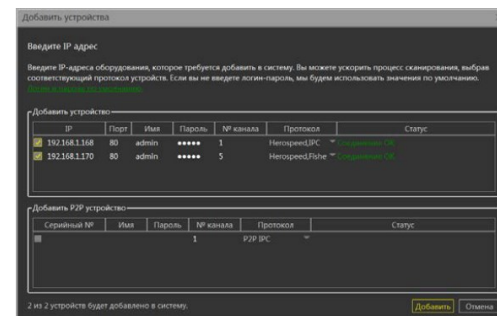 Добавить устройства
Введите IP адрес
Введите IP-адреса оборудования, которое требуется добавить в систему. Вы можете ускорить процесс сканирования, выбрав
соответствующий протокол устройств. Если вы не введете логин-пароль, мы будем использовать значения по умолчанию.
Добавить устройство
IP Порт Имя Пароль № канала Протокол Статус
192.168.1.168 80 admin ••••• 1 Herospeed,IPC Соединение OK
192.168.1.170 80 admin ••••• 5 Herospeed,Fishe Соединение OK
Добавить P2P устройство
Серийный № Имя Пароль № канала Протокол Статус
1 P2P IPC
2 из 2 устройств будет добавлено в систему.
Добавить Отмена